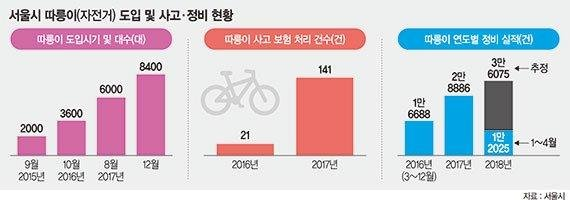 서울시 따릉이(자전거) 도입 및 사고·정비 현황
따릉이 도입시기 및 대수(대)
2000
3600
6000
8400
9월
2015년
10월
2016년
8월
2017년
12월
따릉이 사고 보험 처리 건수(건)
21
141
2016년
2017년
따릉이 연도별 정비 실적(건)
1만
6688
2만
8886
3만
6075
추정
1만
2025
1~4월
2016년
(3~12월)
2017년
2018년
자료 : 서울시